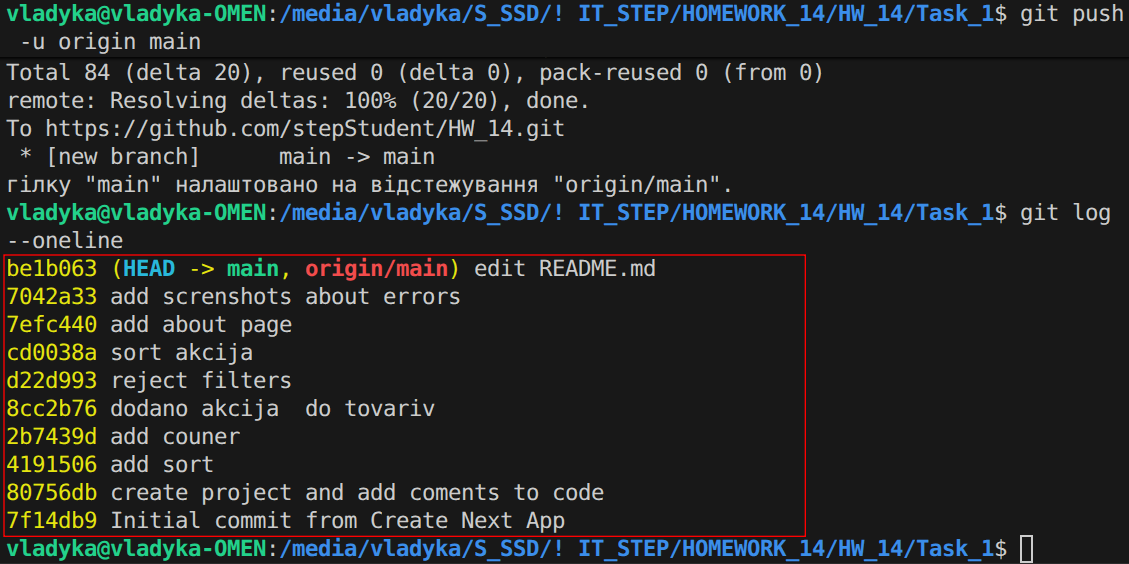 vladyka@vladyka-OMEN:/media/vladyka/S_SSD/! IT_STEP/HOMEWORK_14/HW_14/Task_1$ git push
 -u origin main
Total 84 (delta 20), reused 0 (delta 0), pack-reused 0 (from 0)
remote: Resolving deltas: 100% (20/20), done.
To https://github.com/stepStudent/HW_14.git
 * [new branch]      main -> main
гілку "main" налаштовано на відстежування "origin/main".
vladyka@vladyka-OMEN:/media/vladyka/S_SSD/! IT_STEP/HOMEWORK_14/HW_14/Task_1$ git log
--oneline
be1b063 (HEAD -> main, origin/main) edit README.md
7042a33 add screnshots about errors
7efc440 add about page
cd0038a sort akcija
d22d993 reject filters
8cc2b76 dodano akcija  do tovariv
2b7439d add couner
4191506 add sort
80756db create project and add coments to code
7f14db9 Initial commit from Create Next App
vladyka@vladyka-OMEN:/media/vladyka/S_SSD/! IT_STEP/HOMEWORK_14/HW_14/Task_1$